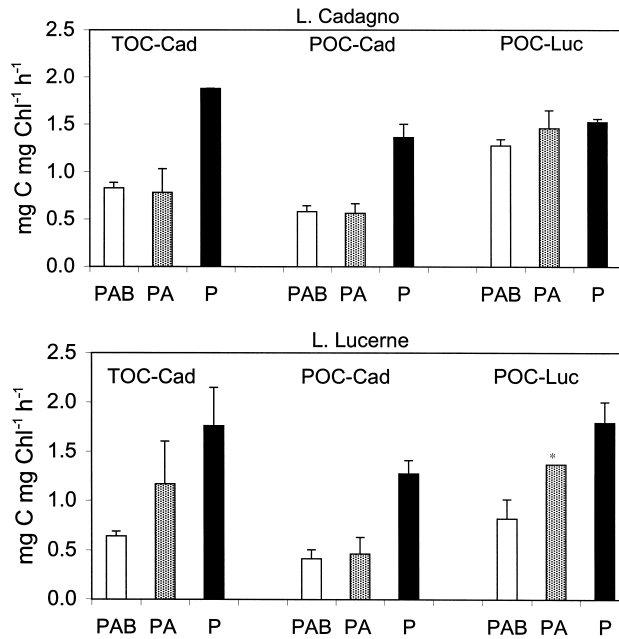 L. Cadagno
TOC-Cad POC-Cad POC-Luc
mg C mg Chl⁻¹ h⁻¹
2.5
2.0
1.5
1.0
0.5
0.0
PAB PA P PAB PA P PAB PA P
L. Lucerne
TOC-Cad POC-Cad POC-Luc
mg C mg Chl⁻¹ h⁻¹
2.5
2.0
1.5
1.0
0.5
0.0
*
PAB PA P PAB PA P PAB PA P